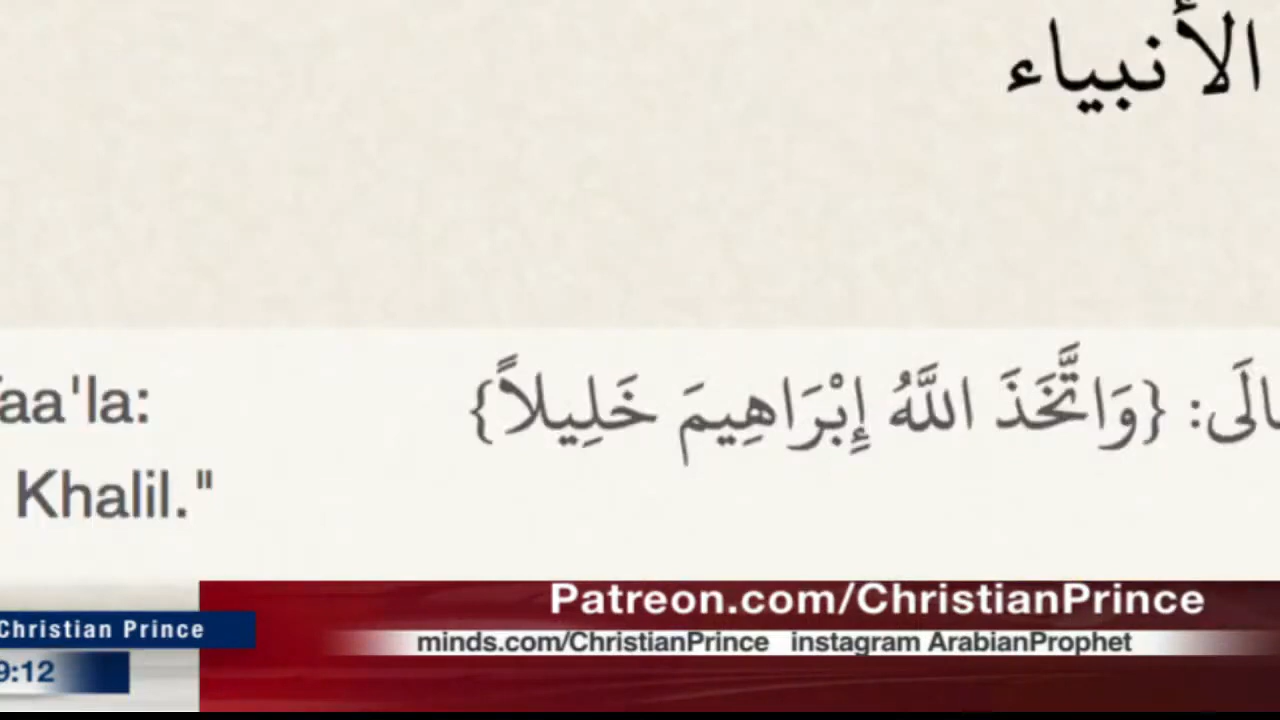 الأنبياء
الَى: {وَاتَّخَذَ اللَّهُ إِبْرَاهِيمَ خَلِيلاً}
aa'la:
Khalil."
Patreon.com/ChristianPrince
Christian Prince
minds.com/ChristianPrince instagram ArabianProphet
9:12